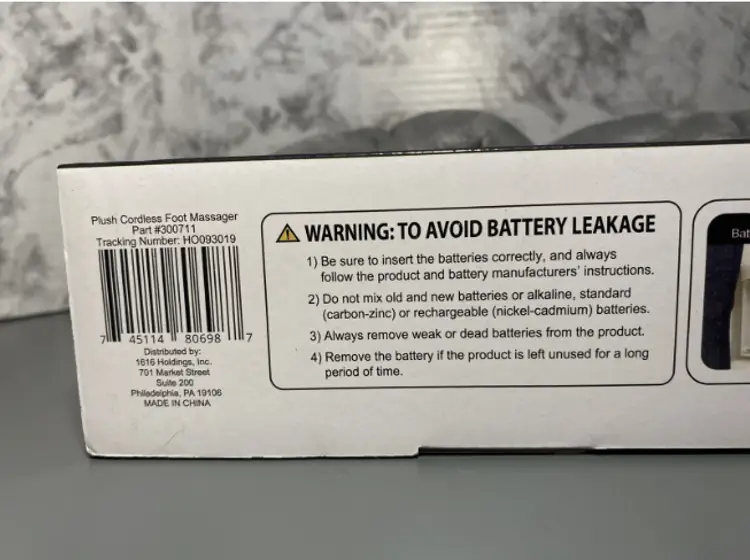 Plush Cordless Foot Massager
Part #300711
Tracking Number: HO093019
7 45114 80698 7
Distributed by:
1616 Holdings, Inc.
701 Market Street
Suite 200
Philadelphia, PA 19106
MADE IN CHINA
WARNING: TO AVOID BATTERY LEAKAGE
1) Be sure to insert the batteries correctly, and always
follow the product and battery manufacturers' instructions.
2) Do not mix old and new batteries or alkaline, standard
(carbon-zinc) or rechargeable (nickel-cadmium) batteries.
3) Always remove weak or dead batteries from the product.
4) Remove the battery if the product is left unused for a long
period of time.
Bat